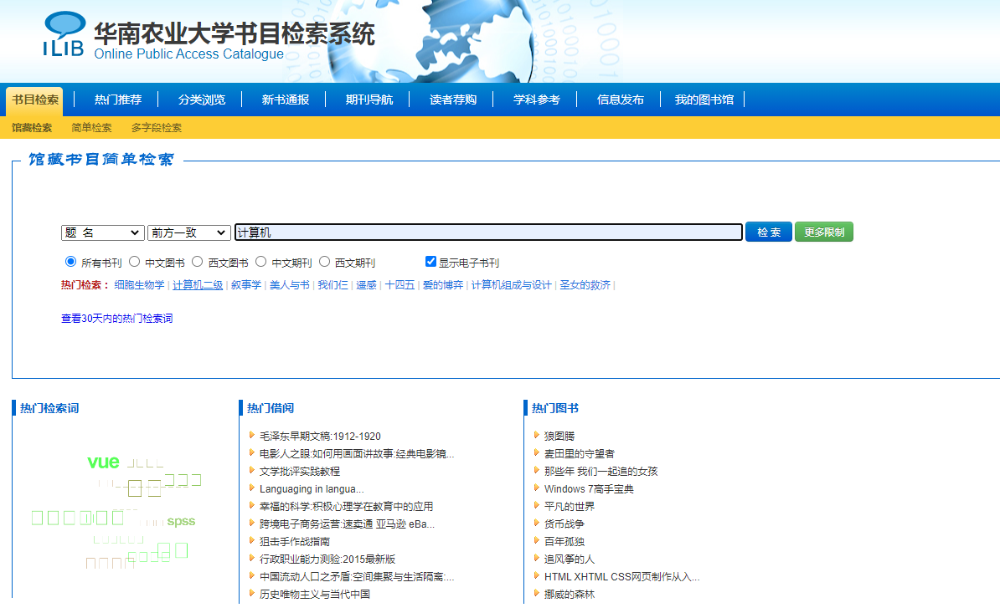 iLIB
华南农业大学书目检索系统
Online Public Access Catalogue
书目检索 热门推荐 分类浏览 新书通报 期刊导航 读者荐购 学科参考 信息发布 我的图书馆
馆藏检索 简单检索 多字段检索
馆藏书目简单检索
题 名 前方一致 计算机 检 索 更多限制
所有书刊 中文图书 西文图书 中文期刊 西文期刊 显示电子书刊
热门检索： 细胞生物学 | 计算机二级 | 叙事学 | 美人与书 | 我们仨 | 遥感 | 十四五 | 爱的博弈 | 计算机组成与设计 | 圣女的救济 |
查看30天内的热门检索词
热门检索词
vue
spss
热门借阅
毛泽东早期文稿:1912-1920
电影人之眼:如何用画面讲故事:经典电影镜...
文学批评实践教程
Languaging in langua...
幸福的科学:积极心理学在教育中的应用
跨境电子商务运营:速卖通 亚马逊 eBa...
狙击手作战指南
行政职业能力测验:2015最新版
中国流动人口之矛盾:空间集聚与生活隔离:...
历史唯物主义与当代中国
热门图书
狼图腾
麦田里的守望者
那些年 我们一起追的女孩
Windows 7高手宝典
平凡的世界
货币战争
百年孤独
追风筝的人
HTML XHTML CSS网页制作从入...
挪威的森林